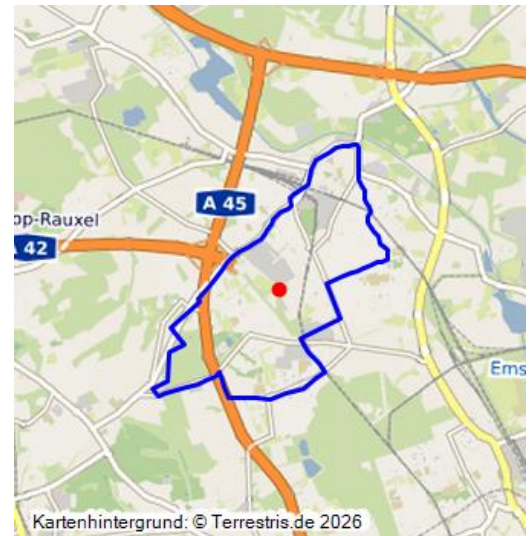 A 45
op-Rauxel
A 42
Ems
Kartenhintergrund: © Terrestris.de 2026